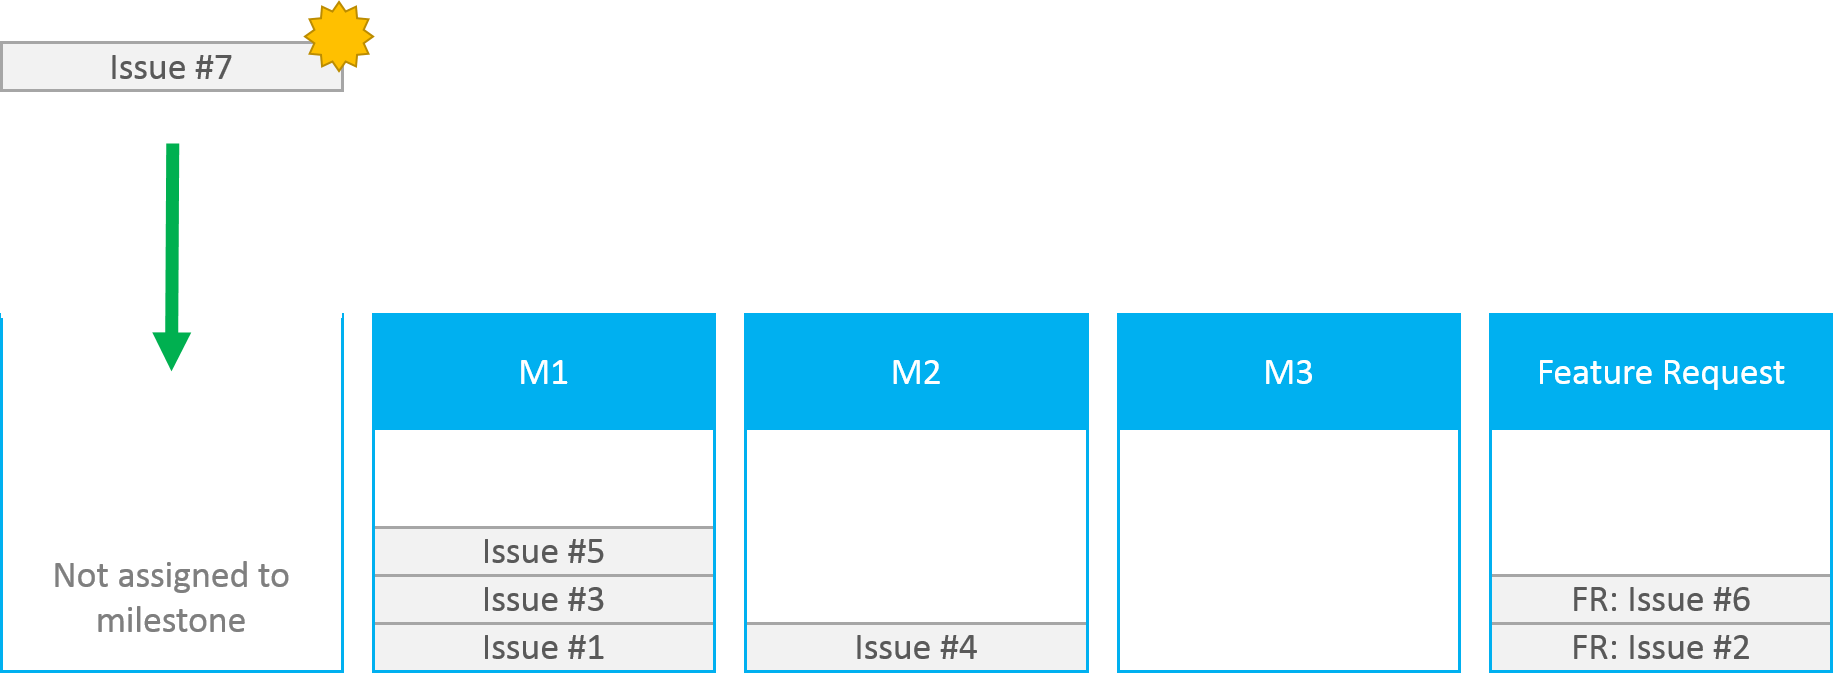 Issue #7
Not assigned to
milestone
M1
Issue #5
Issue #3
Issue #1
M2
Issue #4
M3
Feature Request
FR: Issue #6
FR: Issue #2